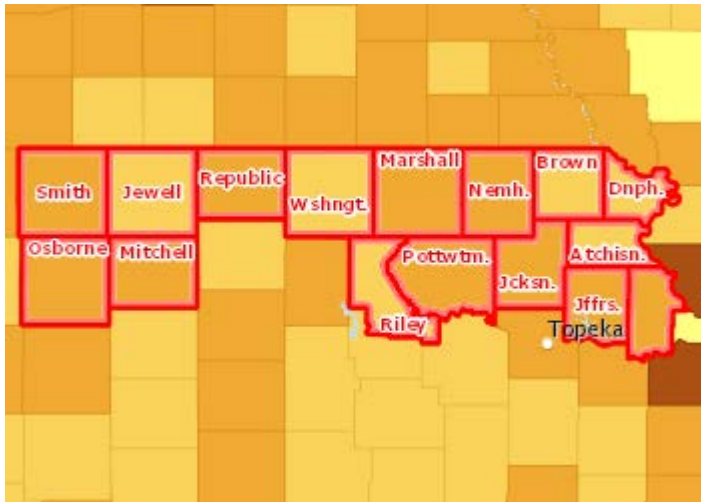 Smith
Jewell
Republic
Wshngt.
Marshall
Nemh.
Brown
Dnph.
Osborne
Mitchell
Pottwtm.
Jcksn.
Atchisn.
Jffrs.
Riley
Topeka